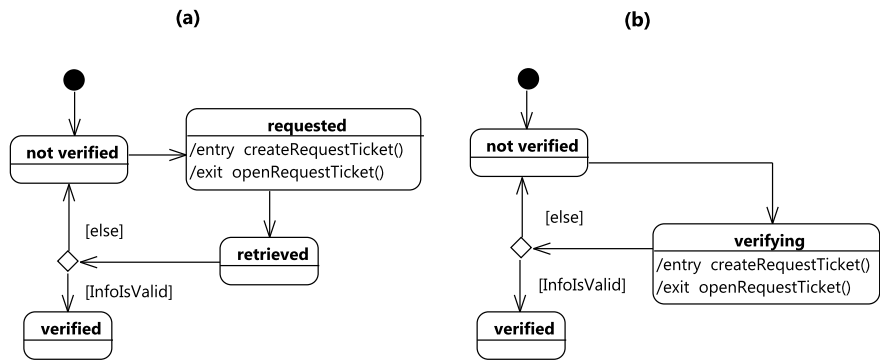 (a)
not verified
requested
/entry createRequestTicket()
/exit openRequestTicket()
[else]
retrieved
[InfoIsValid]
verified
(b)
not verified
[else]
verifying
/entry createRequestTicket()
/exit openRequestTicket()
[InfoIsValid]
verified